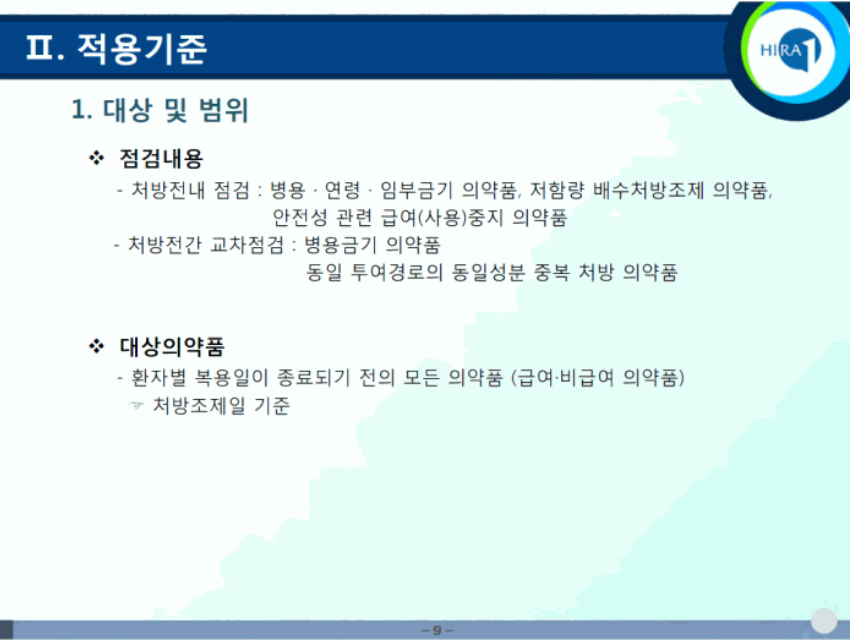 Ⅱ. 적용기준
HIRA
1. 대상 및 범위
❖ 점검내용
- 처방전내 점검 : 병용 · 연령 · 임부금기 의약품, 저함량 배수처방조제 의약품,
안전성 관련 급여(사용)중지 의약품
- 처방전간 교차점검 : 병용금기 의약품
동일 투여경로의 동일성분 중복 처방 의약품
❖ 대상의약품
- 환자별 복용일이 종료되기 전의 모든 의약품 (급여·비급여 의약품)
☞ 처방조제일 기준
- 9 -